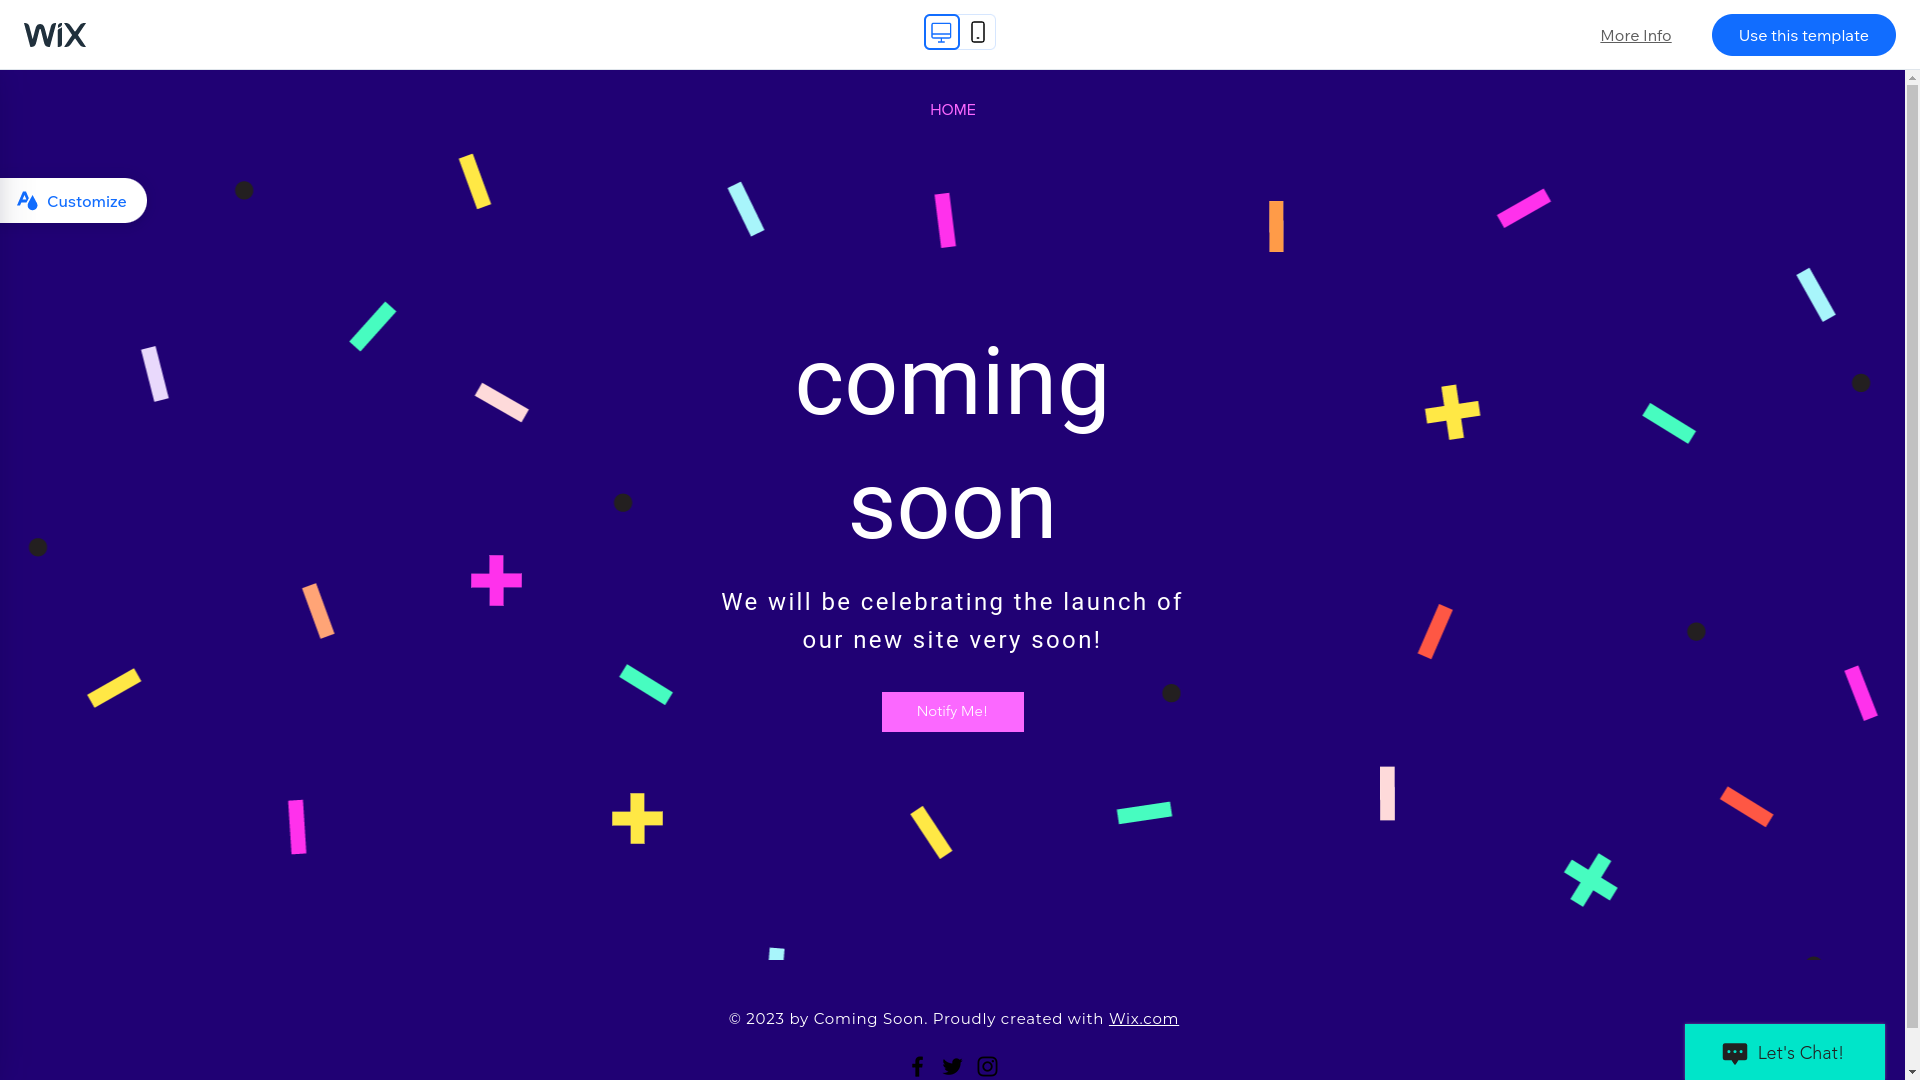 WiX
More Info
Use this template
HOME
Customize
coming
soon
We will be celebrating the launch of
our new site very soon!
Notify Me!
© 2023 by Coming Soon. Proudly created with Wix.com
Let's Chat!